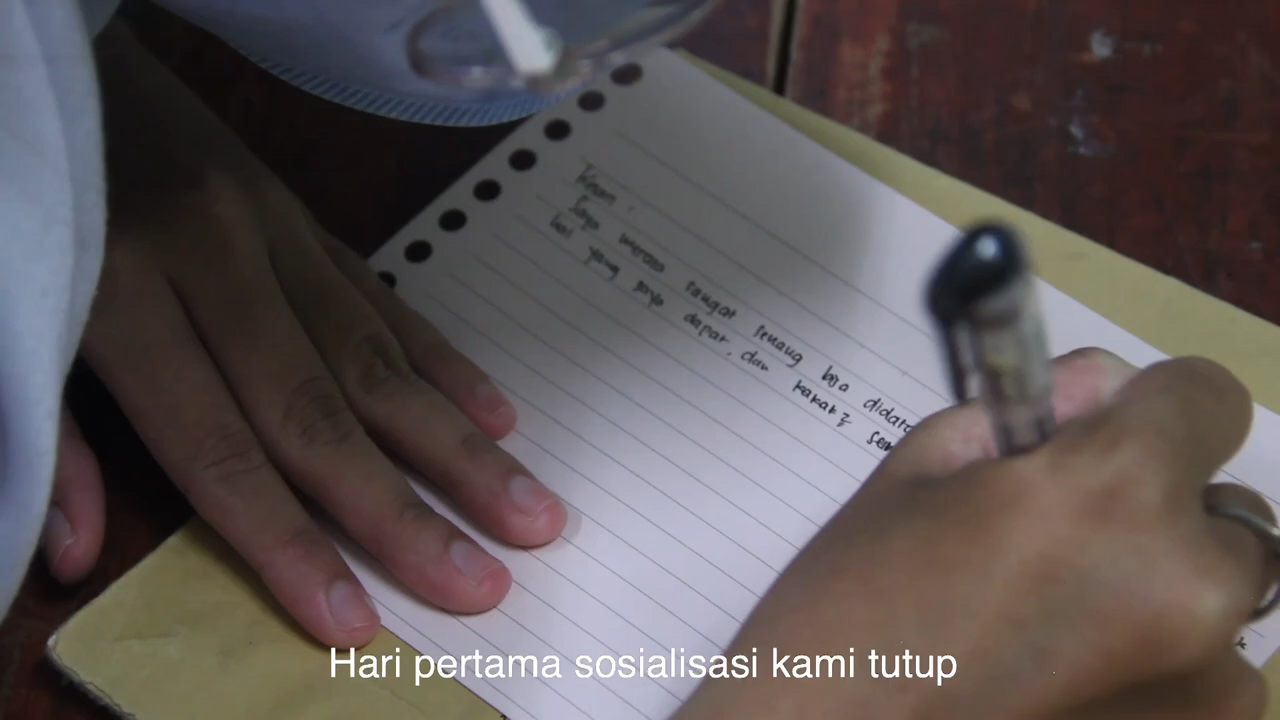 Kesan :
Saya merasa sangat senang bisa didata
hal yang saya dapat, dan kakak2 sem
Hari pertama sosialisasi kami tutup